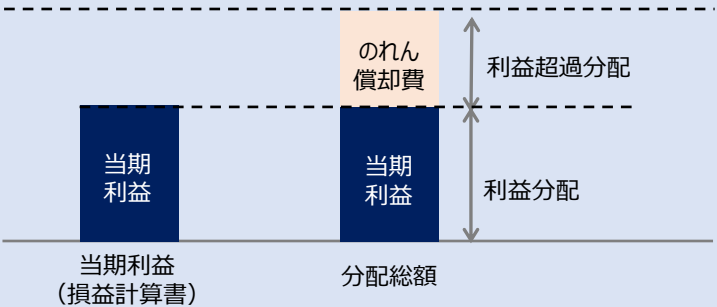 のれん
償却費
利益超過分配
当期
利益
当期
利益
利益分配
当期利益
（損益計算書）
分配総額